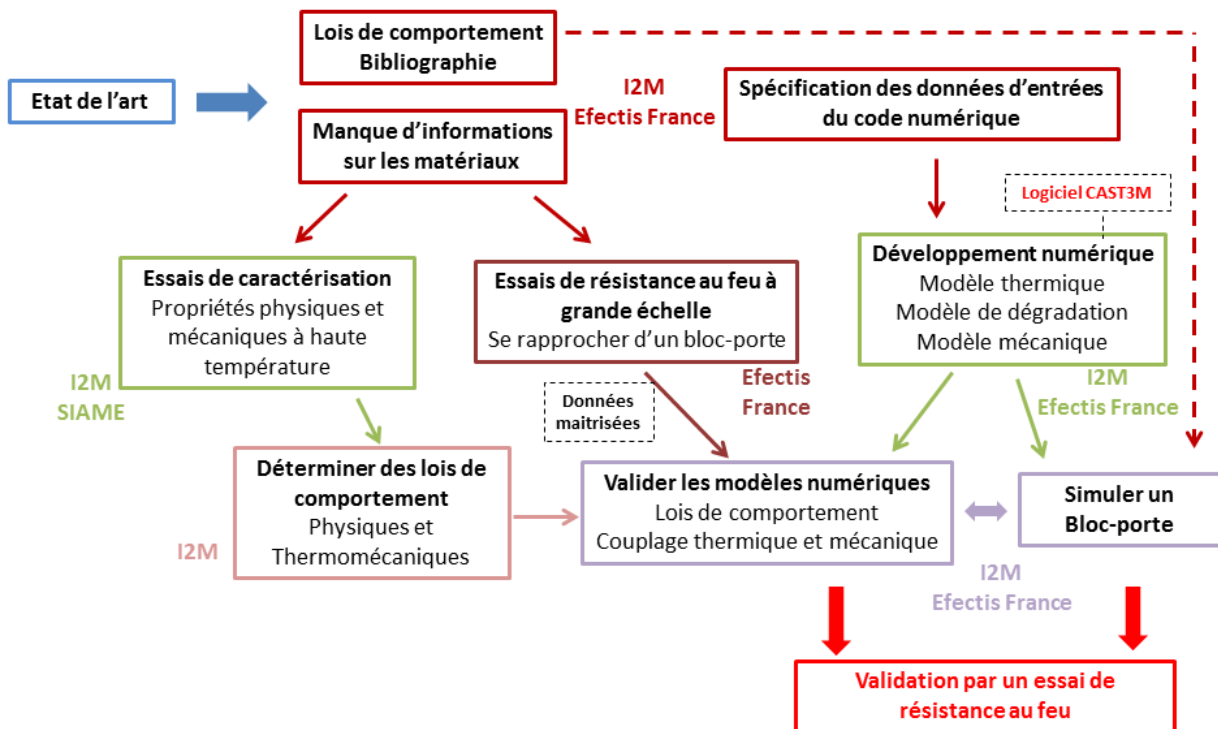 Etat de l’art
Lois de comportement
Bibliographie
Manque d’informations
sur les matériaux
I2M
Efectis France
Spécification des données d’entrées
du code numérique
Logiciel CAST3M
Essais de caractérisation
Propriétés physiques et
mécaniques à haute
température
I2M
SIAME
Essais de résistance au feu à
grande échelle
Se rapprocher d’un bloc-porte
Efectis
France
Données
maitrisées
Développement numérique
Modèle thermique
Modèle de dégradation
Modèle mécanique
I2M
Efectis France
Déterminer des lois de
comportement
Physiques et
Thermomécaniques
I2M
Valider les modèles numériques
Lois de comportement
Couplage thermique et mécanique
Simuler un
Bloc-porte
I2M
Efectis France
Validation par un essai de
résistance au feu